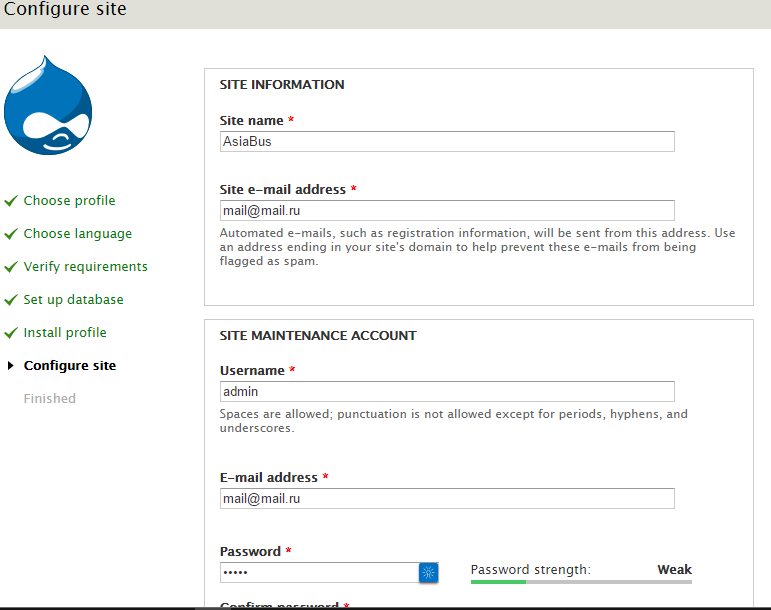 Configure site
Choose profile
Choose language
Verify requirements
Set up database
Install profile
Configure site
Finished
SITE INFORMATION
Site name *
AsiaBus
Site e-mail address *
mail@mail.ru
Automated e-mails, such as registration information, will be sent from this address. Use
an address ending in your site's domain to help prevent these e-mails from being
flagged as spam.
SITE MAINTENANCE ACCOUNT
Username *
admin
Spaces are allowed; punctuation is not allowed except for periods, hyphens, and
underscores.
E-mail address *
mail@mail.ru
Password *
•••••
Password strength: Weak
Confirm password *